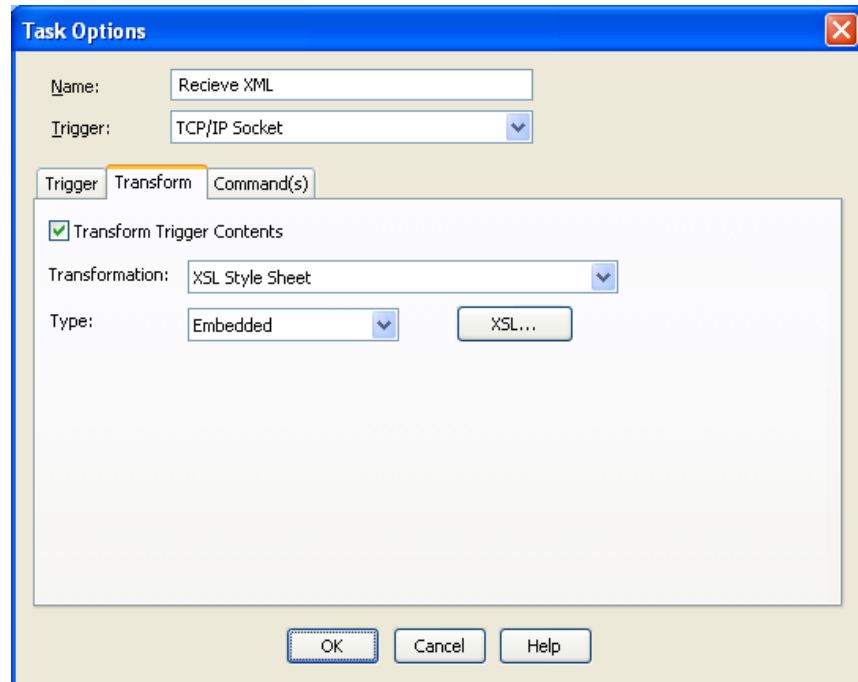 Task Options
Name: Recieve XML
Trigger: TCP/IP Socket
Trigger Transform Command(s)
Transform Trigger Contents
Transformation: XSL Style Sheet
Type: Embedded XSL...
OK Cancel Help